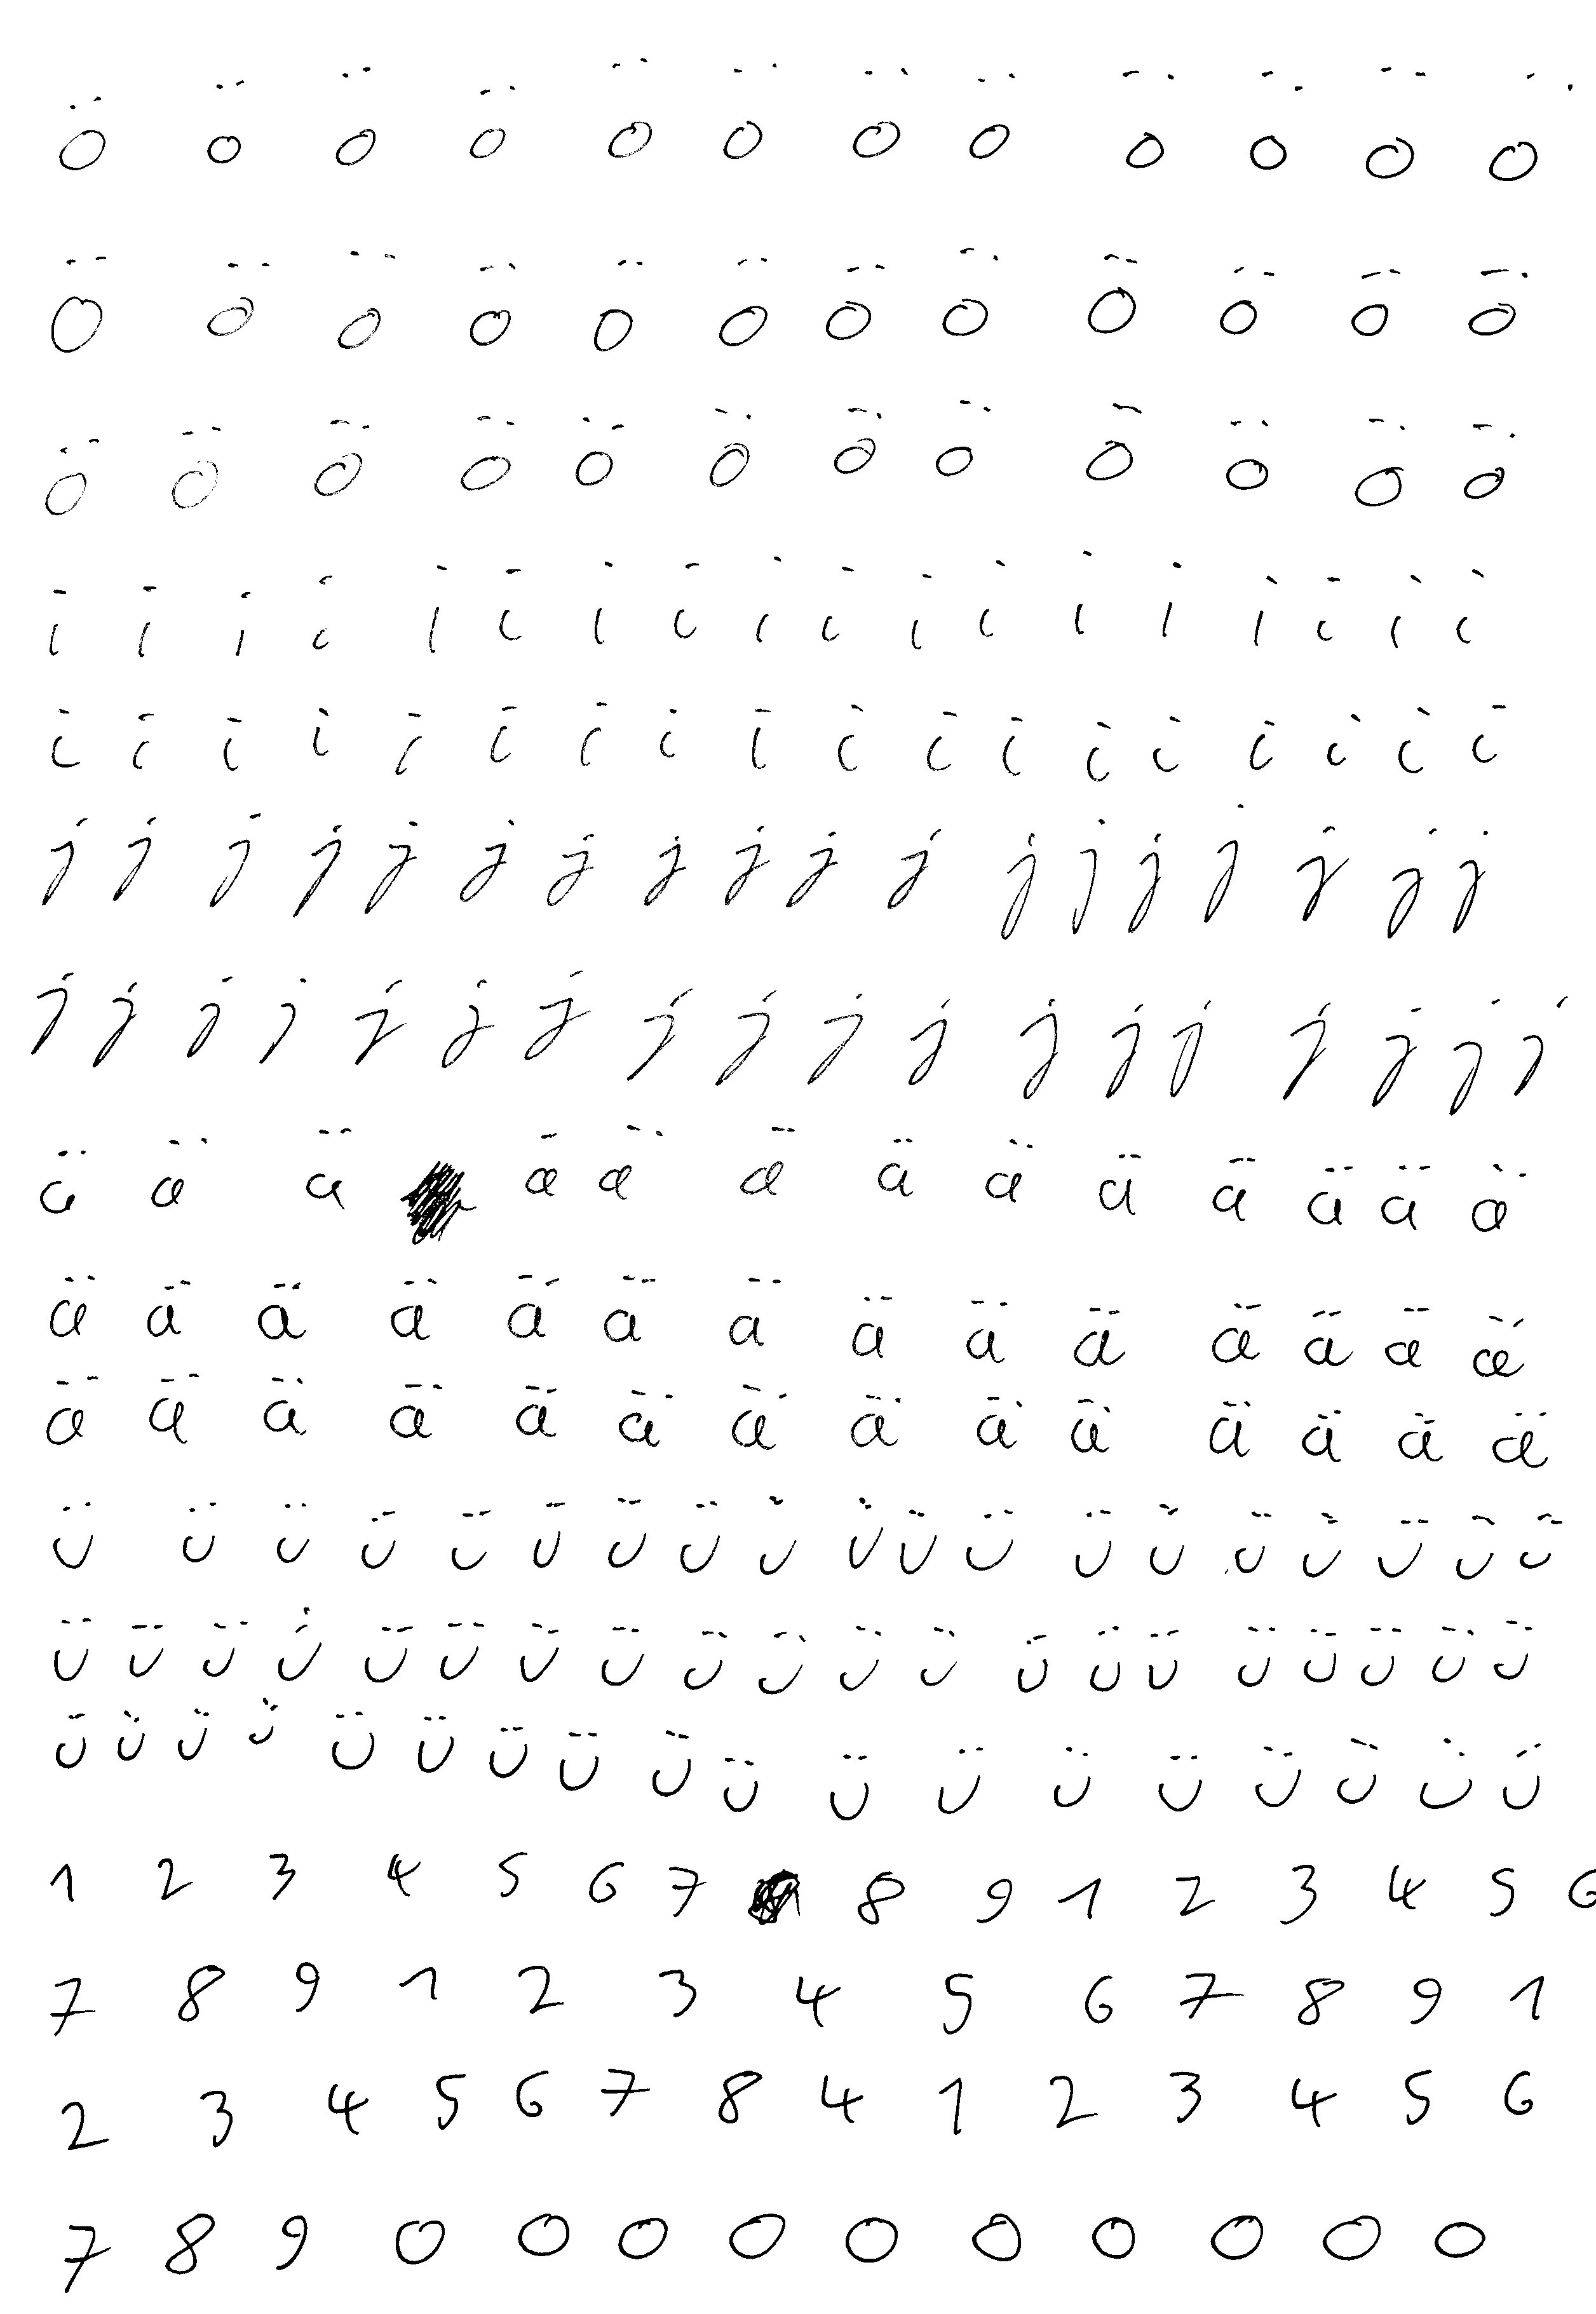 ö ö ö ö ö ö ö ö ö ö ö ö
ö ö ö ö ö ö ö ö ö ö ö ö
ö ö ö ö ö ö ö ö ö ö ö ö
i i i i i i i i i i i i i i i i i i
i i i i i i i i i i i i i i i i i i
j j j j j j j j j j j j j j j j j j
j j j j j j j j j j j j j j j j j j
ä ä ä ä ä ä ä ä ä ä ä ä ä
ä ä ä ä ä ä ä ä ä ä ä ä ä ä
ä ä ä ä ä ä ä ä ä ä ä ä ä ä
ü ü ü ü ü ü ü ü ü ü ü ü ü ü ü ü ü ü ü
ü ü ü ü ü ü ü ü ü ü ü ü ü ü ü ü ü ü ü ü
ü ü ü ü ü ü ü ü ü ü ü ü ü ü ü ü ü ü
1 2 3 4 5 6 7 8 9 1 2 3 4 5 6
7 8 9 1 2 3 4 5 6 7 8 9 1
2 3 4 5 6 7 8 4 1 2 3 4 5 6
7 8 9 0 0 0 0 0 0 0 0 0 0